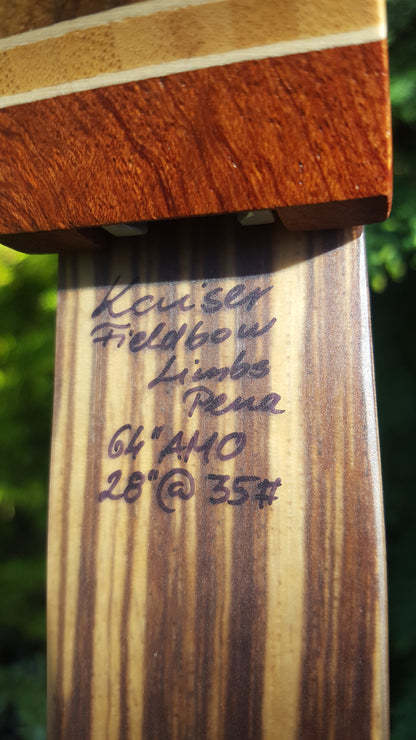 Kaiser
Fieldbow
Limbs
Pena
64" AMO
28"@ 35#